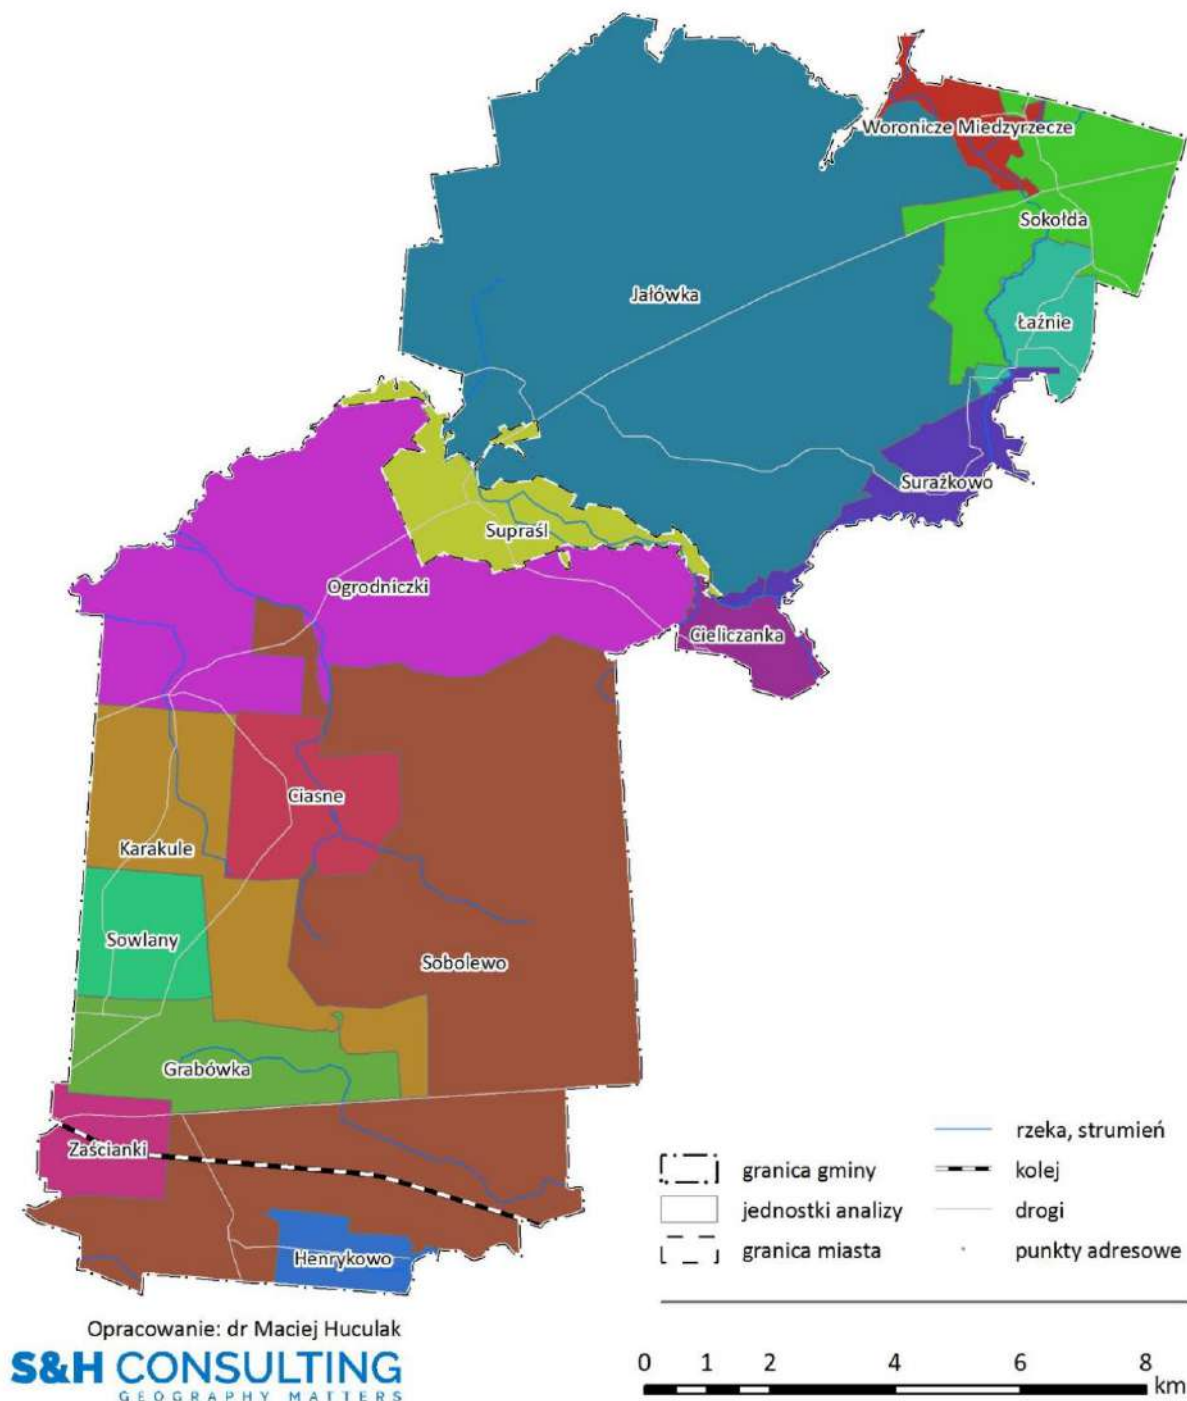 Woronicze Miedzyrzecze
Sokołda
Jałówka
Łaźnie
Surażkowo
Supraśl
Ogrodniczki
Cieliczanka
Ciasne
Karakule
Sowlany
Sobolewo
Grabówka
Zaścianki
Henrykowo
granica gminy
jednostki analizy
granica miasta
rzeka, strumień
kolej
drogi
punkty adresowe
Opracowanie: dr Maciej Huculak
S&H CONSULTING
GEOGRAPHY MATTERS
0 1 2 4 6 8
km